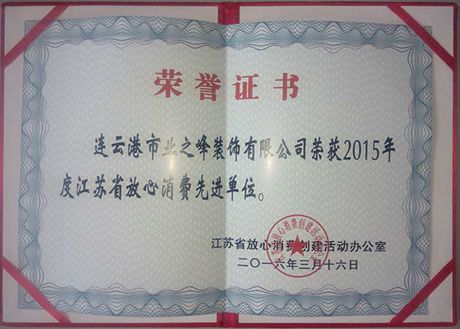 荣誉证书
连云港市业之峰装饰有限公司荣获2015年
度江苏省放心消费先进单位。
江苏省放心消费创建活动办公室
二〇一六年三月十六日